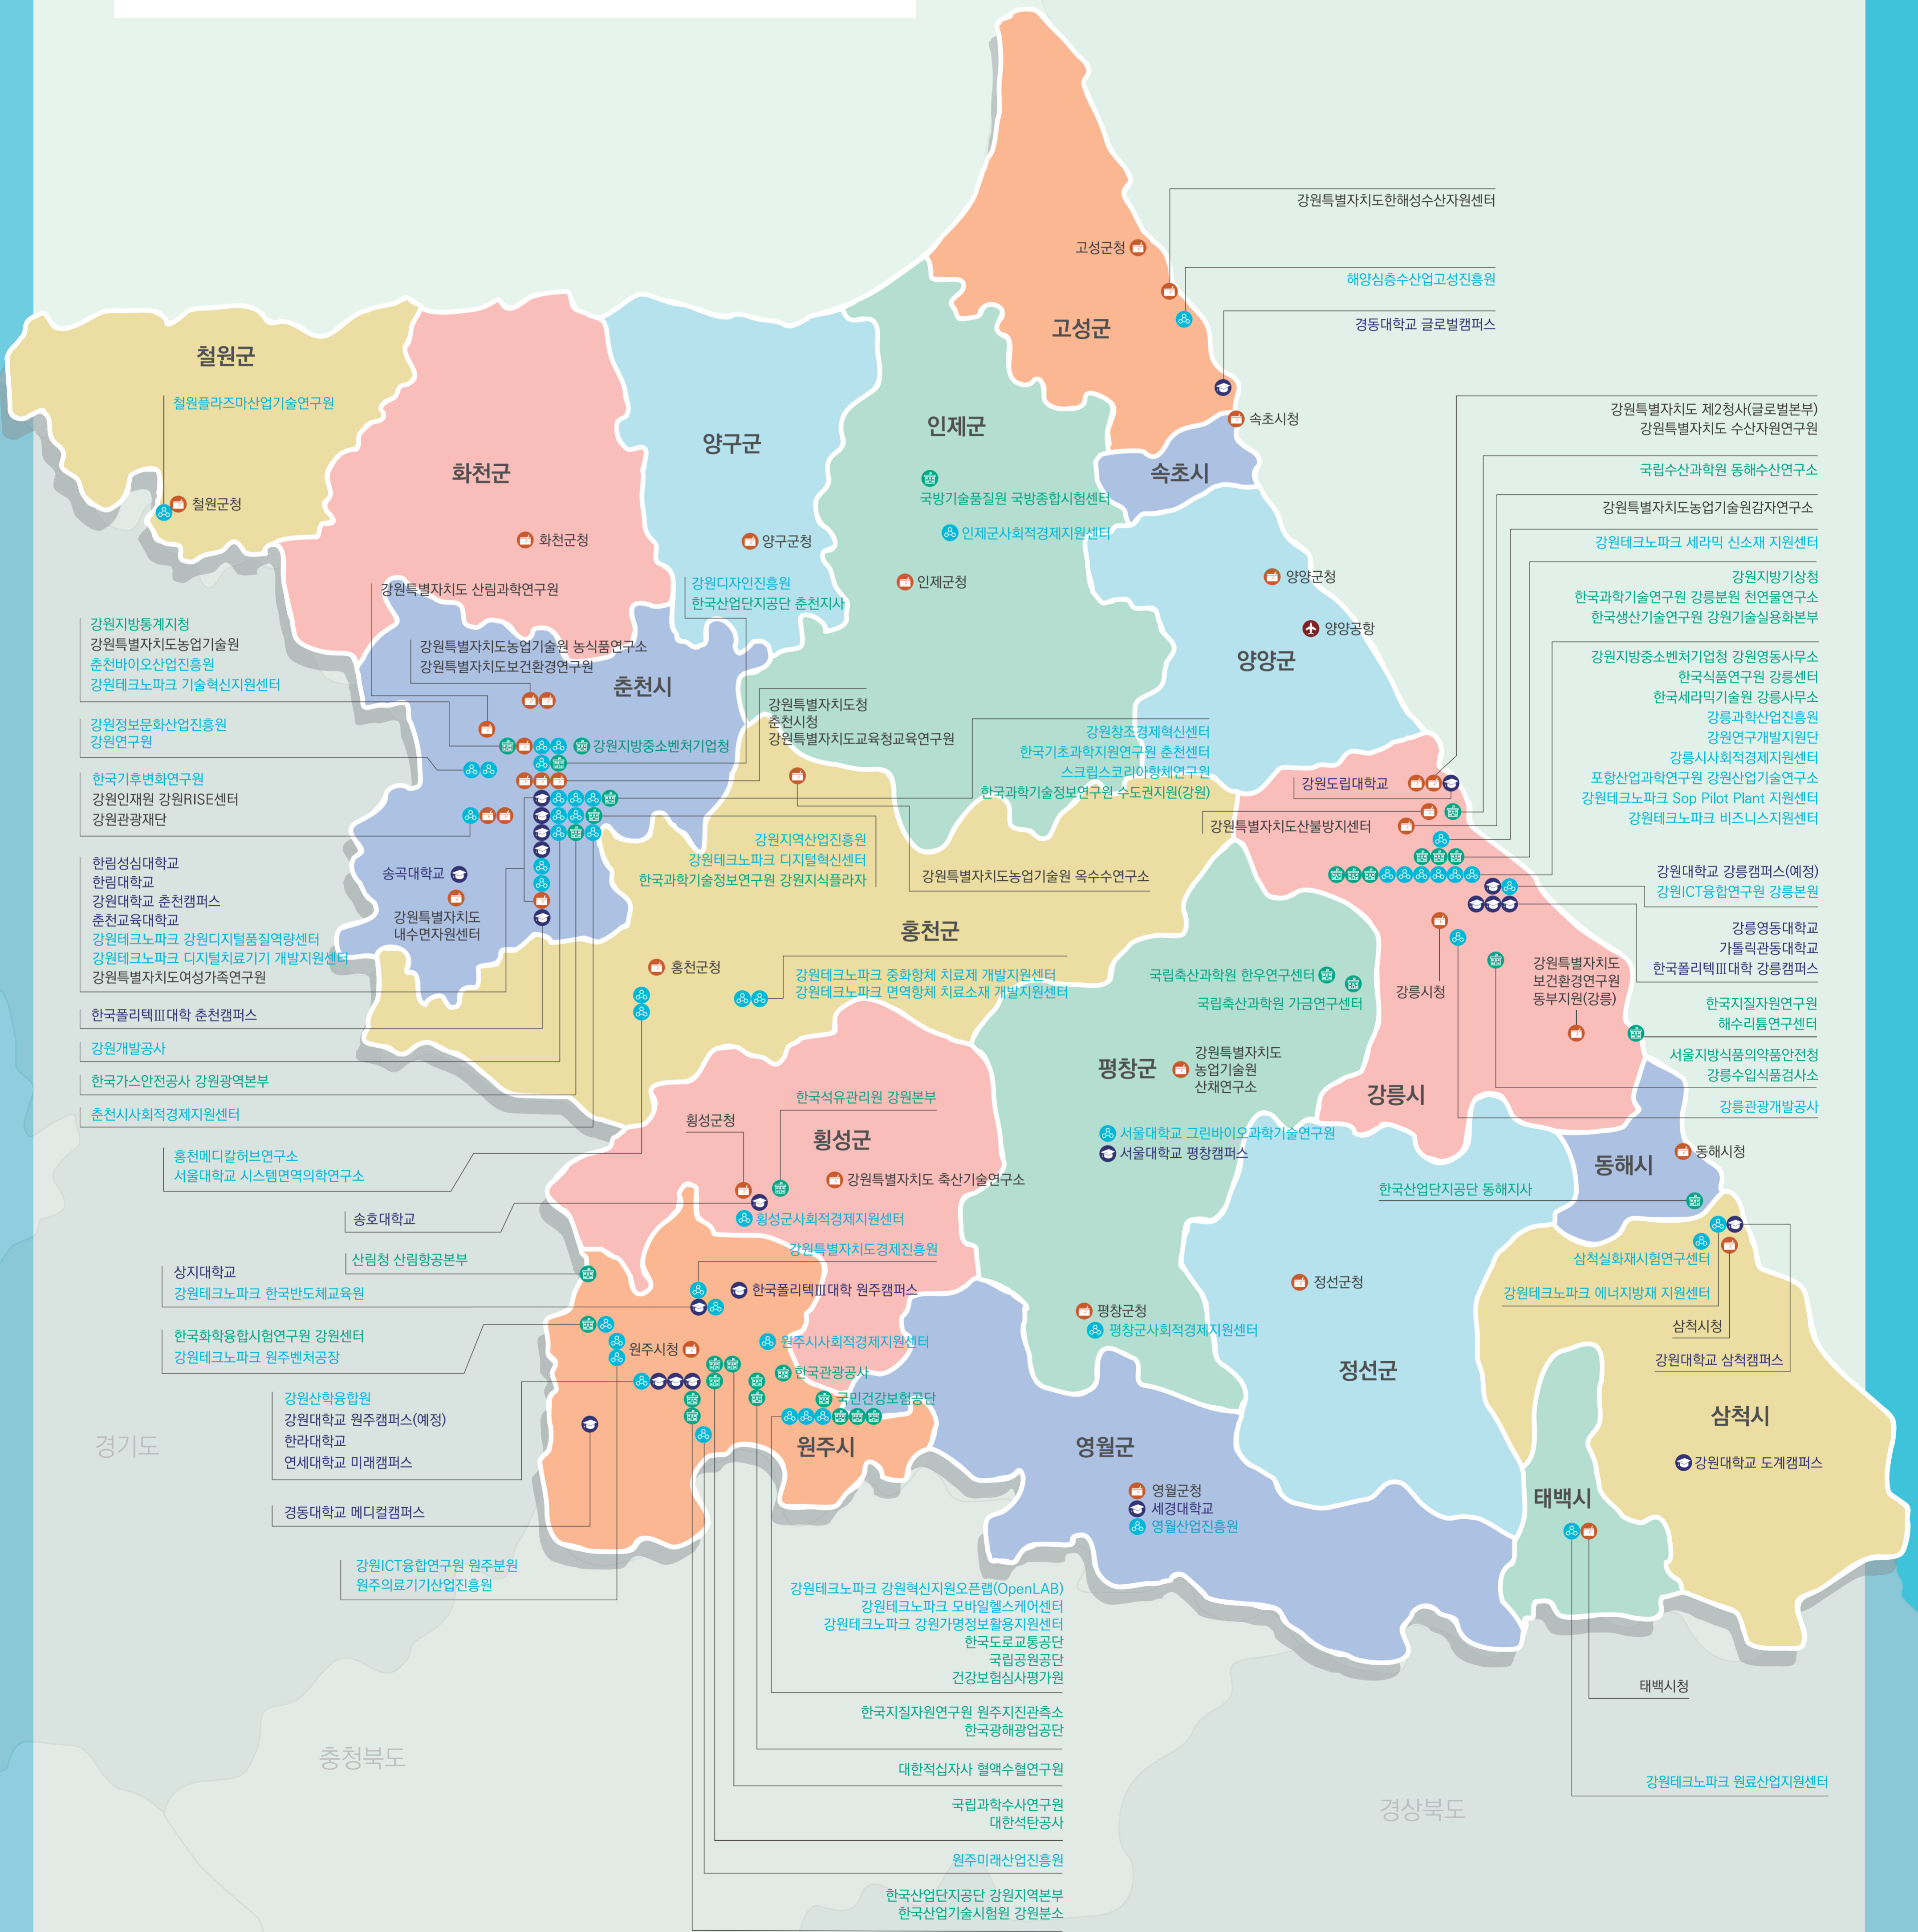 강원특별자치도한해성수산자원센터
고성군청
해양심층수산업고성진흥원
고성군
경동대학교 글로벌캠퍼스
철원군
철원플라즈마산업기술연구원
철원군청
화천군
화천군청
양구군
양구군청
인제군
국방기술품질원 국방종합시험센터
인제군사회적경제지원센터
인제군청
속초시청
속초시
양양군청
양양공항
양양군
강원특별자치도 제2청사(글로벌본부)
강원특별자치도 수산자원연구원
국립수산과학원 동해수산연구소
강원특별자치도농업기술원감자연구소
강원테크노파크 세라믹 신소재 지원센터
강원지방기상청
한국과학기술연구원 강릉분원 천연물연구소
한국생산기술연구원 강원기술실용화본부
강원지방중소벤처기업청 강원영동사무소
한국식품연구원 강릉센터
한국세라믹기술원 강릉사무소
강릉과학산업진흥원
강원연구개발지원단
강릉시사회적경제지원센터
포항산업과학연구원 강원산업기술연구소
강원테크노파크 Sop Pilot Plant 지원센터
강원테크노파크 비즈니스지원센터
강원특별자치도 산림과학연구원
강원디자인진흥원
한국산업단지공단 춘천지사
강원지방통계지청
강원특별자치도농업기술원
춘천바이오산업진흥원
강원테크노파크 기술혁신지원센터
강원특별자치도농업기술원 농식품연구소
강원특별자치도보건환경연구원
춘천시
강원정보문화산업진흥원
강원연구원
강원지방중소벤처기업청
강원특별자치도청
춘천시청
강원특별자치도교육청교육연구원
강원창조경제혁신센터
한국기초과학지원연구원 춘천센터
스크립스코리아항체연구원
한국과학기술정보연구원 수도권지원(강원)
한국기후변화연구원
강원인재원 강원RISE센터
강원관광재단
강원도립대학교
강원특별자치도산불방지센터
강원지역산업진흥원
강원테크노파크 디지털혁신센터
한국과학기술정보연구원 강원지식플라자
강원특별자치도농업기술원 옥수수연구소
한림성심대학교
한림대학교
강원대학교 춘천캠퍼스
춘천교육대학교
강원테크노파크 강원디지털품질역량센터
강원테크노파크 디지털치료기기 개발지원센터
강원특별자치도여성가족연구원
송곡대학교
강원특별자치도
내수면자원센터
강원대학교 강릉캠퍼스(예정)
강원ICT융합연구원 강릉본원
강릉영동대학교
가톨릭관동대학교
한국폴리텍Ⅲ대학 강릉캠퍼스
홍천군
홍천군청
강원테크노파크 중화항체 치료제 개발지원센터
강원테크노파크 면역항체 치료소재 개발지원센터
국립축산과학원 한우연구센터
국립축산과학원 가금연구센터
강릉시청
강원특별자치도
보건환경연구원
동부지원(강릉)
한국지질자원연구원
해수리튬연구센터
한국폴리텍Ⅲ대학 춘천캠퍼스
강원개발공사
한국가스안전공사 강원광역본부
춘천시사회적경제지원센터
평창군
강원특별자치도
농업기술원
산채연구소
강릉시
서울지방식품의약품안전청
강릉수입식품검사소
강릉관광개발공사
한국석유관리원 강원본부
횡성군청
횡성군
강원특별자치도 축산기술연구소
횡성군사회적경제지원센터
서울대학교 그린바이오과학기술연구원
서울대학교 평창캠퍼스
동해시
동해시청
한국산업단지공단 동해지사
홍천메디칼허브연구소
서울대학교 시스템면역의학연구소
송호대학교
산림청 산림항공본부
상지대학교
강원테크노파크 한국반도체교육원
강원특별자치도경제진흥원
한국폴리텍Ⅲ대학 원주캠퍼스
평창군청
평창군사회적경제지원센터
정선군청
정선군
삼척실화재시험연구센터
강원테크노파크 에너지방재 지원센터
삼척시청
강원대학교 삼척캠퍼스
삼척시
강원대학교 도계캠퍼스
한국화학융합시험연구원 강원센터
강원테크노파크 원주벤처공장
원주시청
원주시사회적경제지원센터
한국관광공사
국민건강보험공단
원주시
강원산학융합원
강원대학교 원주캠퍼스(예정)
한라대학교
연세대학교 미래캠퍼스
경동대학교 메디컬캠퍼스
강원ICT융합연구원 원주분원
원주의료기기산업진흥원
영월군
영월군청
세경대학교
영월산업진흥원
태백시
경기도
강원테크노파크 강원혁신지원오픈랩(OpenLAB)
강원테크노파크 모바일헬스케어센터
강원테크노파크 강원가명정보활용지원센터
한국도로교통공단
국립공원공단
건강보험심사평가원
한국지질자원연구원 원주지진관측소
한국광해광업공단
대한적십자사 혈액수혈연구원
국립과학수사연구원
대한석탄공사
원주미래산업진흥원
한국산업단지공단 강원지역본부
한국산업기술시험원 강원분소
태백시청
강원테크노파크 원료산업지원센터
충청북도
경상북도